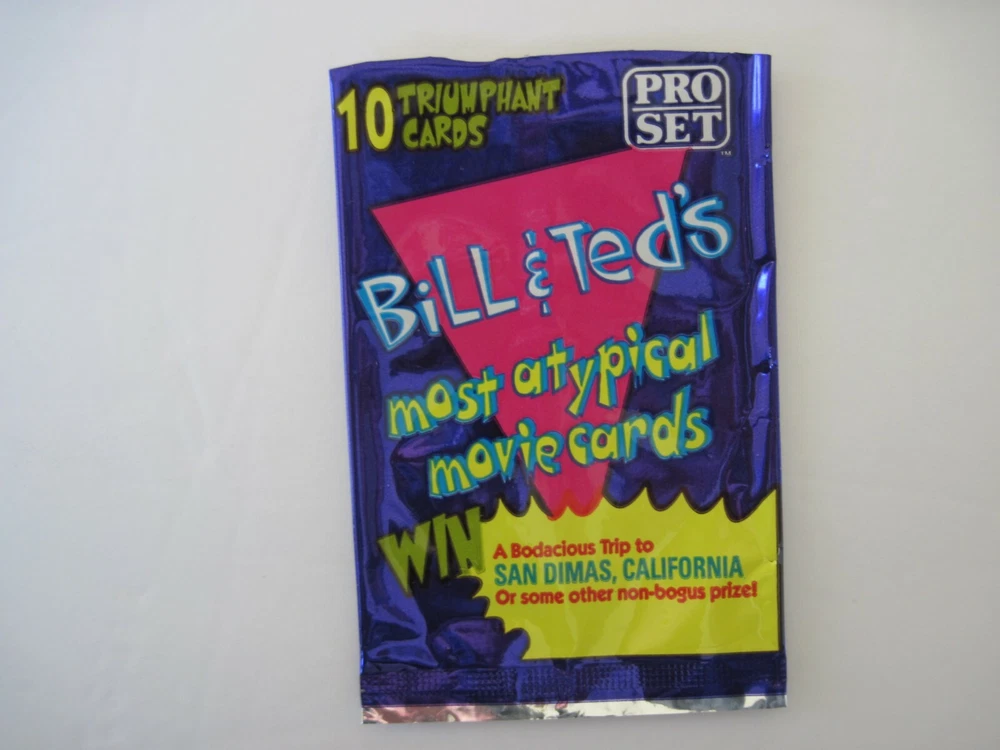 10 TRIUMPHANT
CARDS
PRO
SET
TM
BiLL & Ted's
most atypical
movie cards
WIN
A Bodacious Trip to
SAN DIMAS, CALIFORNIA
Or some other non-bogus prize!